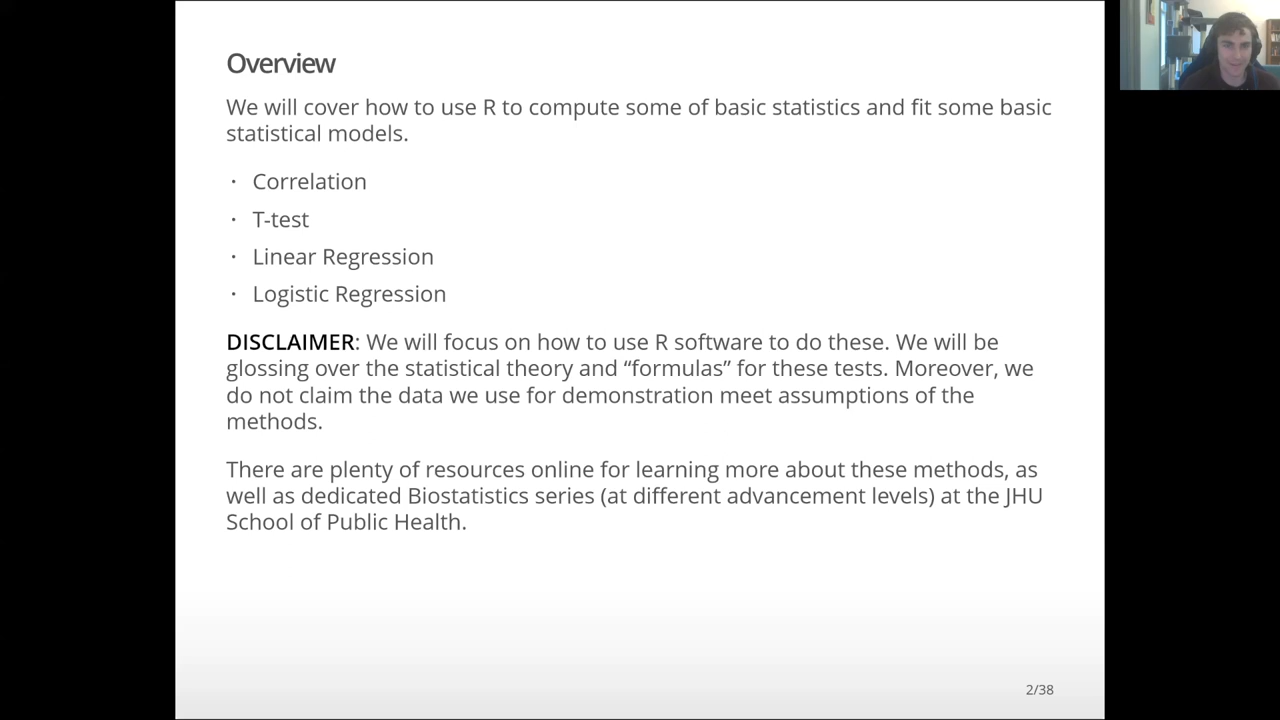 Overview
We will cover how to use R to compute some of basic statistics and fit some basic
statistical models.
· Correlation
· T-test
· Linear Regression
· Logistic Regression
DISCLAIMER: We will focus on how to use R software to do these. We will be
glossing over the statistical theory and “formulas” for these tests. Moreover, we
do not claim the data we use for demonstration meet assumptions of the
methods.
There are plenty of resources online for learning more about these methods, as
well as dedicated Biostatistics series (at different advancement levels) at the JHU
School of Public Health.
2/38